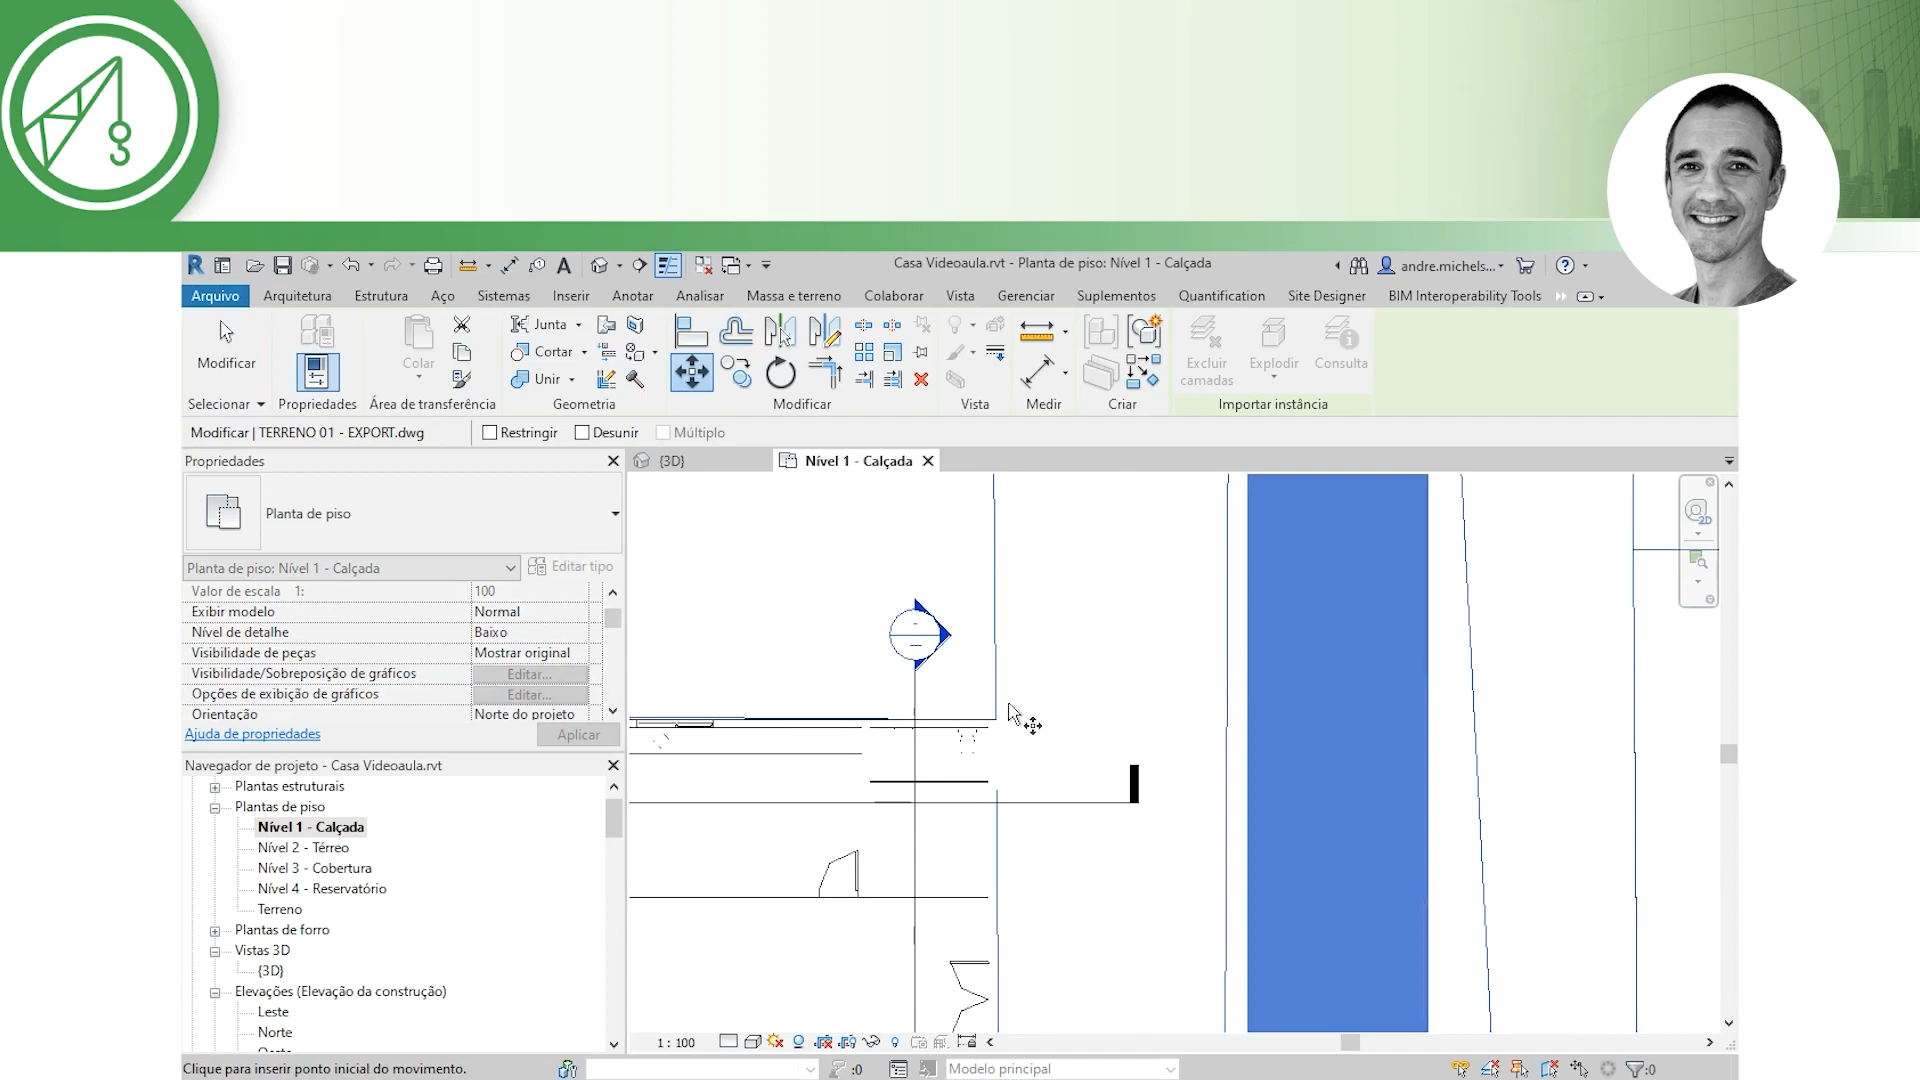 Casa Videoaula.rvt - Planta de piso: Nível 1 - Calçada
andre.michels...
Arquivo Arquitetura Estrutura Aço Sistemas Inserir Anotar Analisar Massa e terreno Colaborar Vista Gerenciar Suplementos Quantification Site Designer BIM Interoperability Tools
Modificar
Colar
Junta
Cortar
Unir
Excluir camadas
Explodir
Consulta
Selecionar Propriedades Área de transferência Geometria Modificar Vista Medir Criar Importar instância
Modificar | TERRENO 01 - EXPORT.dwg Restringir Desunir Múltiplo
Propriedades
{3D} Nível 1 - Calçada
Planta de piso
Planta de piso: Nível 1 - Calçada Editar tipo
Valor de escala 1: 100
Exibir modelo Normal
Nível de detalhe Baixo
Visibilidade de peças Mostrar original
Visibilidade/Sobreposição de gráficos Editar...
Opções de exibição de gráficos Editar...
Orientação Norte do projeto
Ajuda de propriedades Aplicar
Navegador de projeto - Casa Videoaula.rvt
Plantas estruturais
Plantas de piso
Nível 1 - Calçada
Nível 2 - Térreo
Nível 3 - Cobertura
Nível 4 - Reservatório
Terreno
Plantas de forro
Vistas 3D
{3D}
Elevações (Elevação da construção)
Leste
Norte
2D
1 : 100
Clique para inserir ponto inicial do movimento. :0 Modelo principal :0